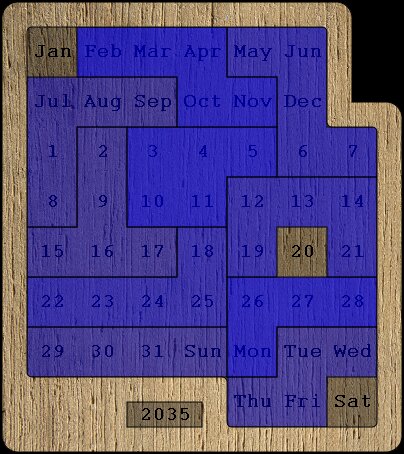 Jan Feb Mar Apr May Jun
Jul Aug Sep Oct Nov Dec
1 2 3 4 5 6 7
8 9 10 11 12 13 14
15 16 17 18 19 20 21
22 23 24 25 26 27 28
29 30 31 Sun Mon Tue Wed
Thu Fri Sat
2035